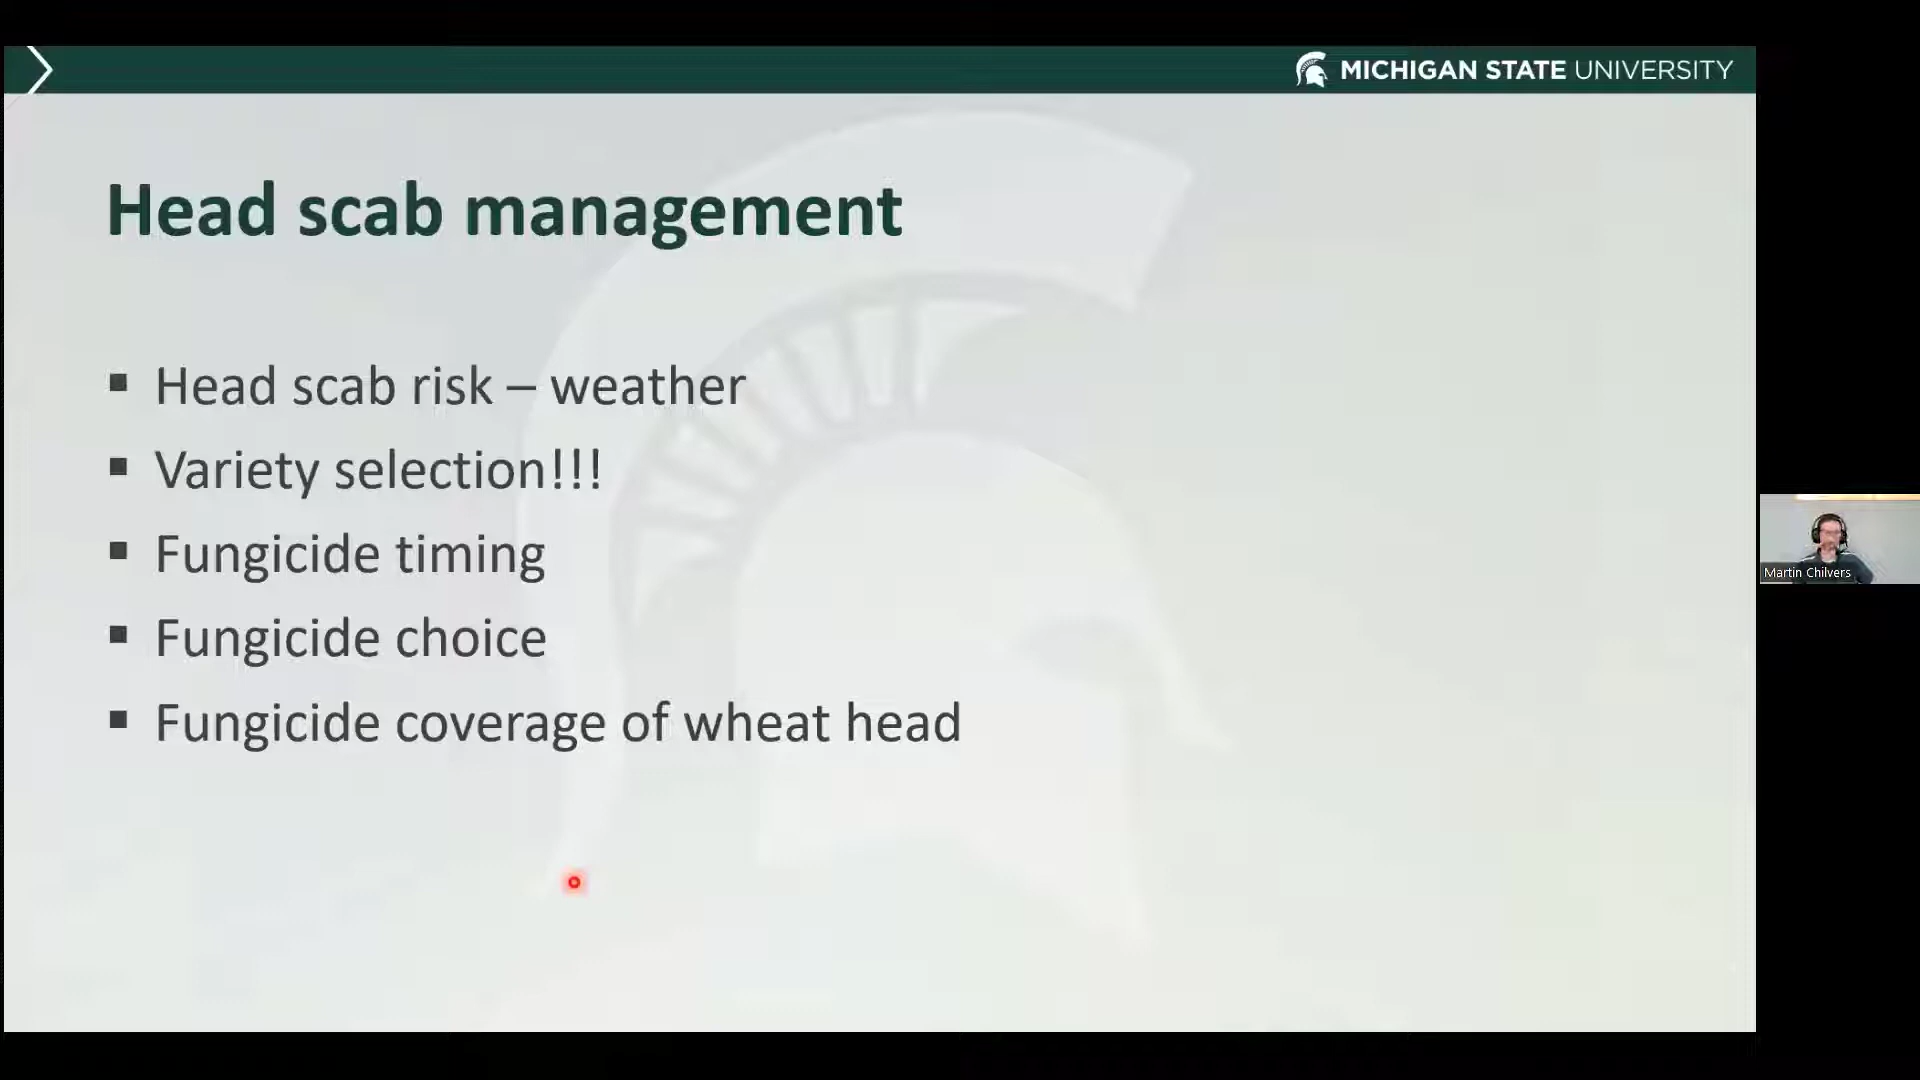 MICHIGAN STATE UNIVERSITY
Head scab management
▪ Head scab risk – weather
▪ Variety selection!!!
▪ Fungicide timing
▪ Fungicide choice
▪ Fungicide coverage of wheat head
Martin Chilvers